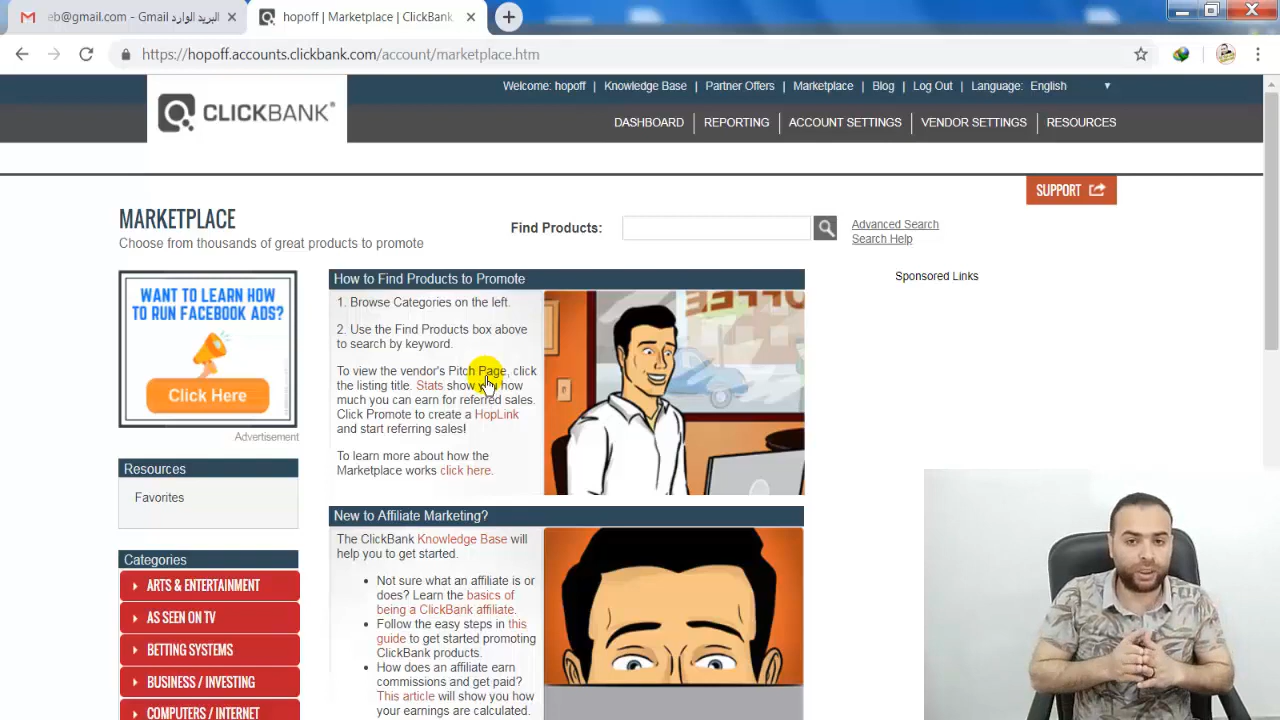 eb@gmail.com - Gmail البريد الوارد
hopoff | Marketplace | ClickBank
https://hopoff.accounts.clickbank.com/account/marketplace.htm
Welcome: hopoff | Knowledge Base | Partner Offers | Marketplace | Blog | Log Out | Language: English
CLICKBANK®
DASHBOARD | REPORTING | ACCOUNT SETTINGS | VENDOR SETTINGS | RESOURCES
SUPPORT
MARKETPLACE
Choose from thousands of great products to promote
Find Products:
Advanced Search
Search Help
WANT TO LEARN HOW
TO RUN FACEBOOK ADS?
Click Here
Advertisement
Resources
Favorites
Categories
ARTS & ENTERTAINMENT
AS SEEN ON TV
BETTING SYSTEMS
BUSINESS / INVESTING
COMPUTERS / INTERNET
How to Find Products to Promote
1. Browse Categories on the left.
2. Use the Find Products box above
to search by keyword.
To view the vendor's Pitch Page, click
the listing title. Stats show you how
much you can earn for referred sales.
Click Promote to create a HopLink
and start referring sales!
To learn more about how the
Marketplace works click here.
New to Affiliate Marketing?
The ClickBank Knowledge Base will
help you to get started.
• Not sure what an affiliate is or
does? Learn the basics of
being a ClickBank affiliate.
• Follow the easy steps in this
guide to get started promoting
ClickBank products.
• How does an affiliate earn
commissions and get paid?
This article will show you how
your earnings are calculated.
Sponsored Links